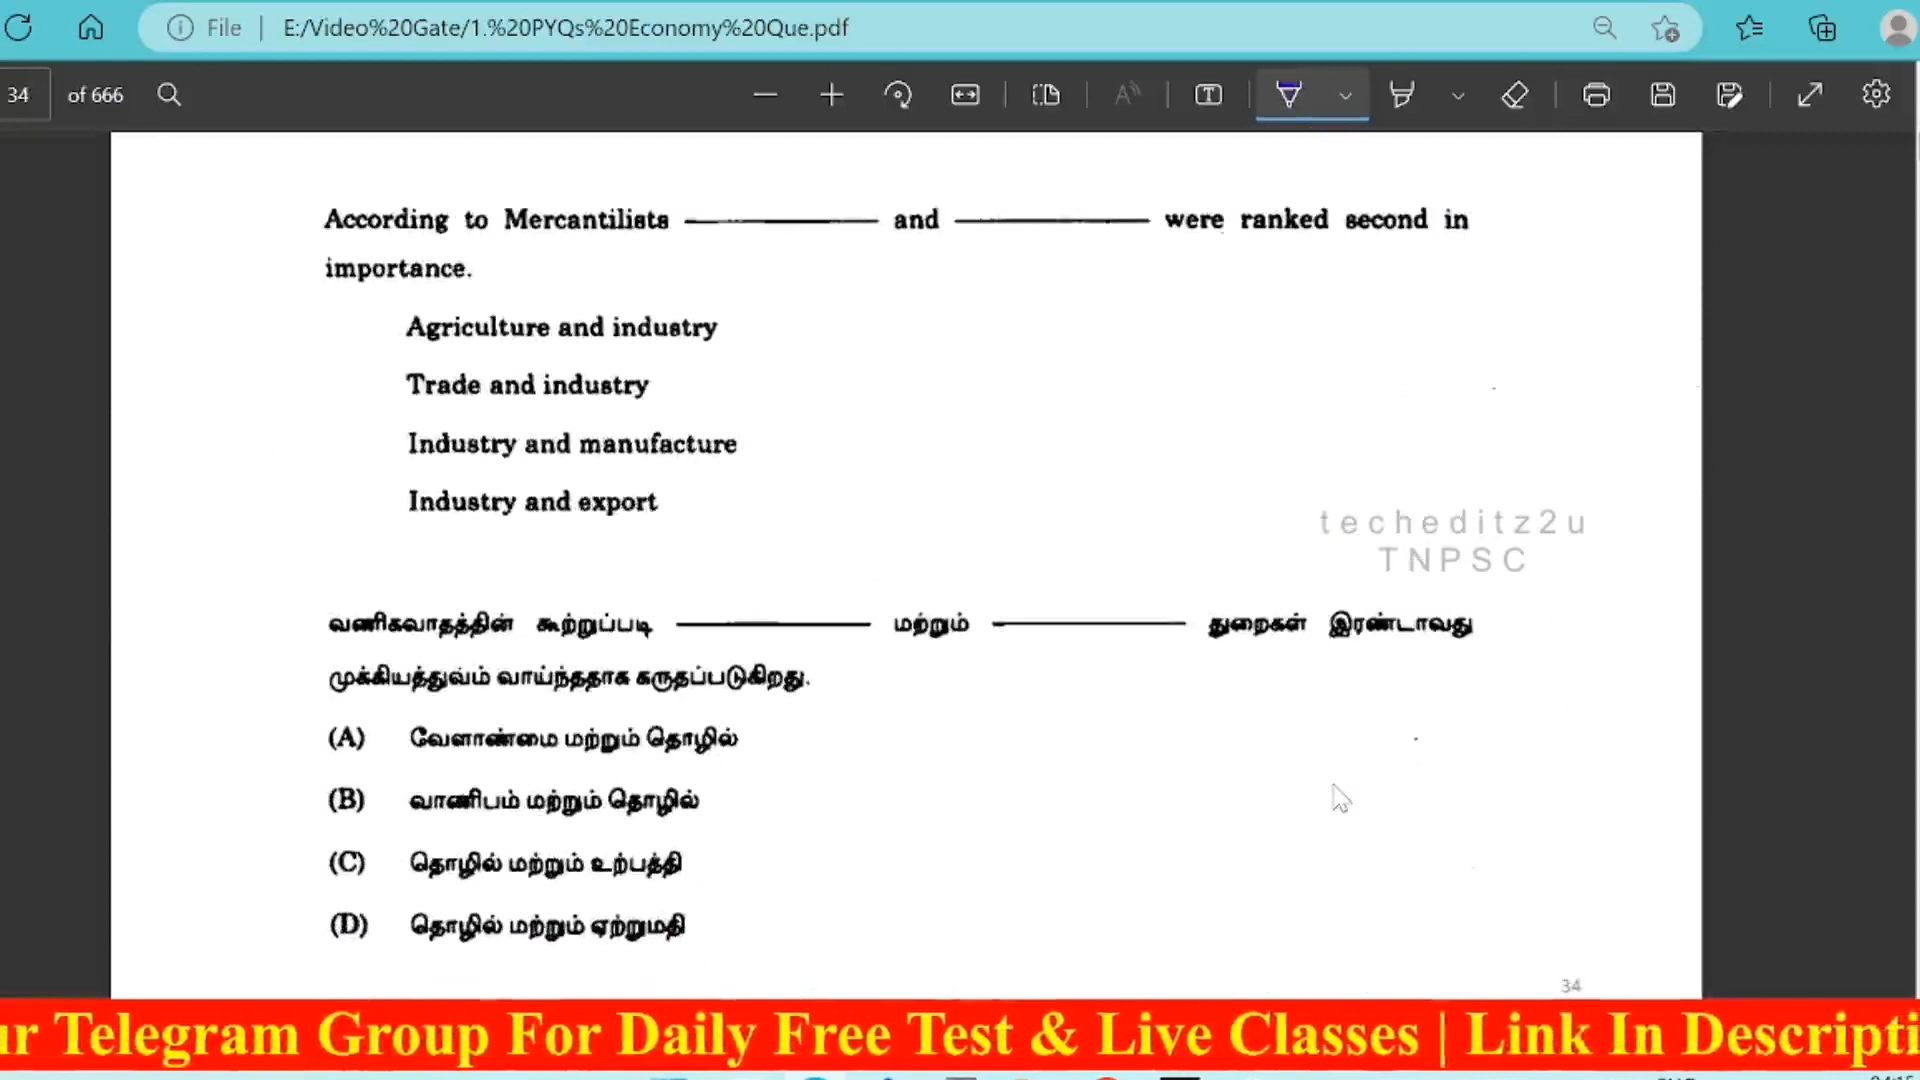 File
E:/Video%20Gate/1.%20PYQs%20Economy%20Que.pdf
34 of 666
According to Mercantilists ———— and ———— were ranked second in
importance.
Agriculture and industry
Trade and industry
Industry and manufacture
Industry and export
techeditz2u
TNPSC
வணிகவாதத்தின் கூற்றுப்படி ———— மற்றும் ———— துறைகள் இரண்டாவது
முக்கியத்துவம் வாய்ந்ததாக கருதப்படுகிறது.
(A) வேளாண்மை மற்றும் தொழில்
(B) வாணிபம் மற்றும் தொழில்
(C) தொழில் மற்றும் உற்பத்தி
(D) தொழில் மற்றும் ஏற்றுமதி
34
ur Telegram Group For Daily Free Test & Live Classes | Link In Descripti